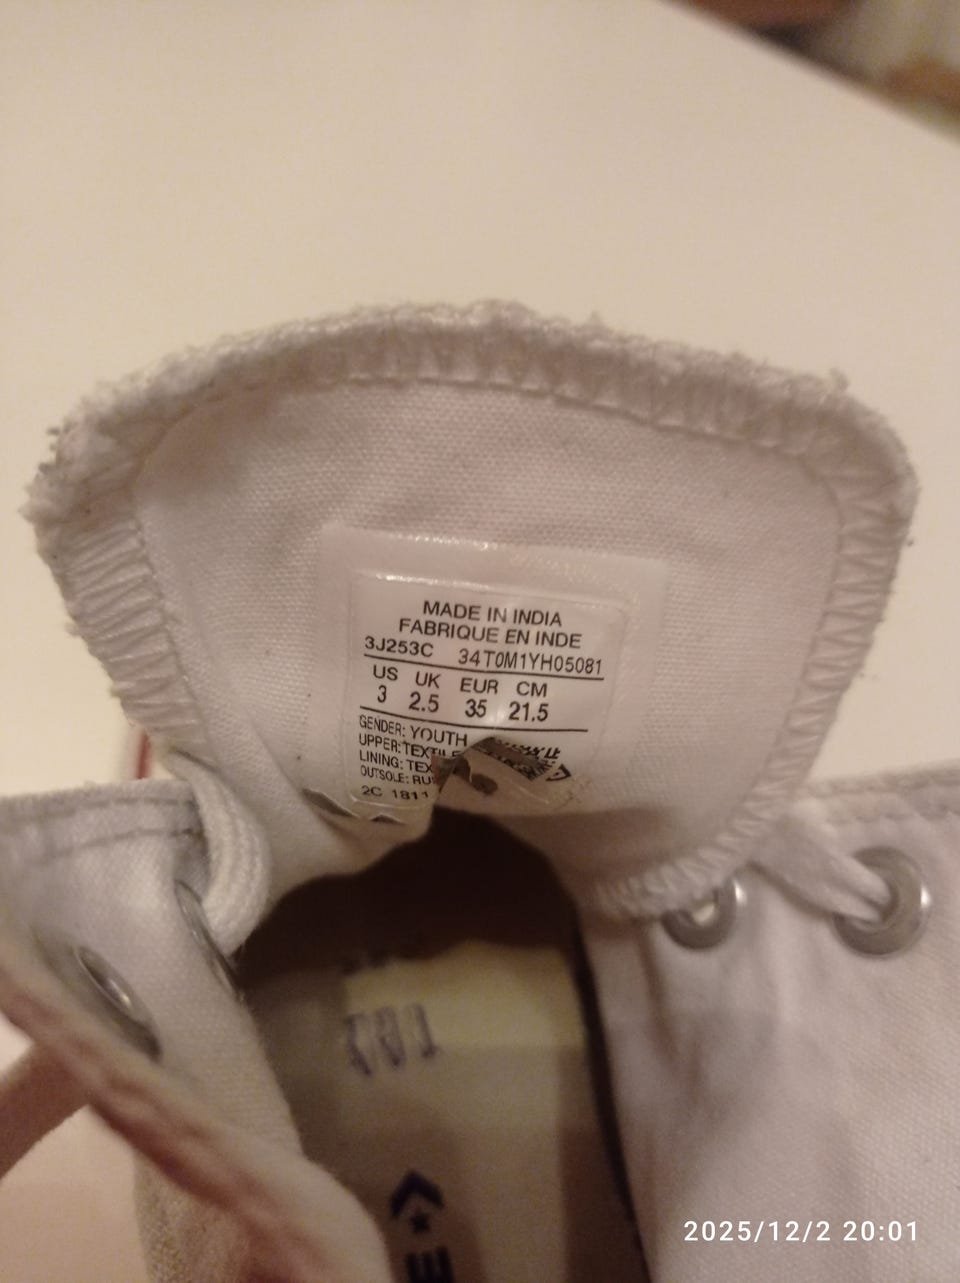 MADE IN INDIA
FABRIQUE EN INDE
3J253C 34T0M1YH05081
US UK EUR CM
3 2.5 35 21.5
GENDER: YOUTH
UPPER: TEXTILE
LINING: TEX
OUTSOLE: RU
2C 1811
2025/12/2 20:01